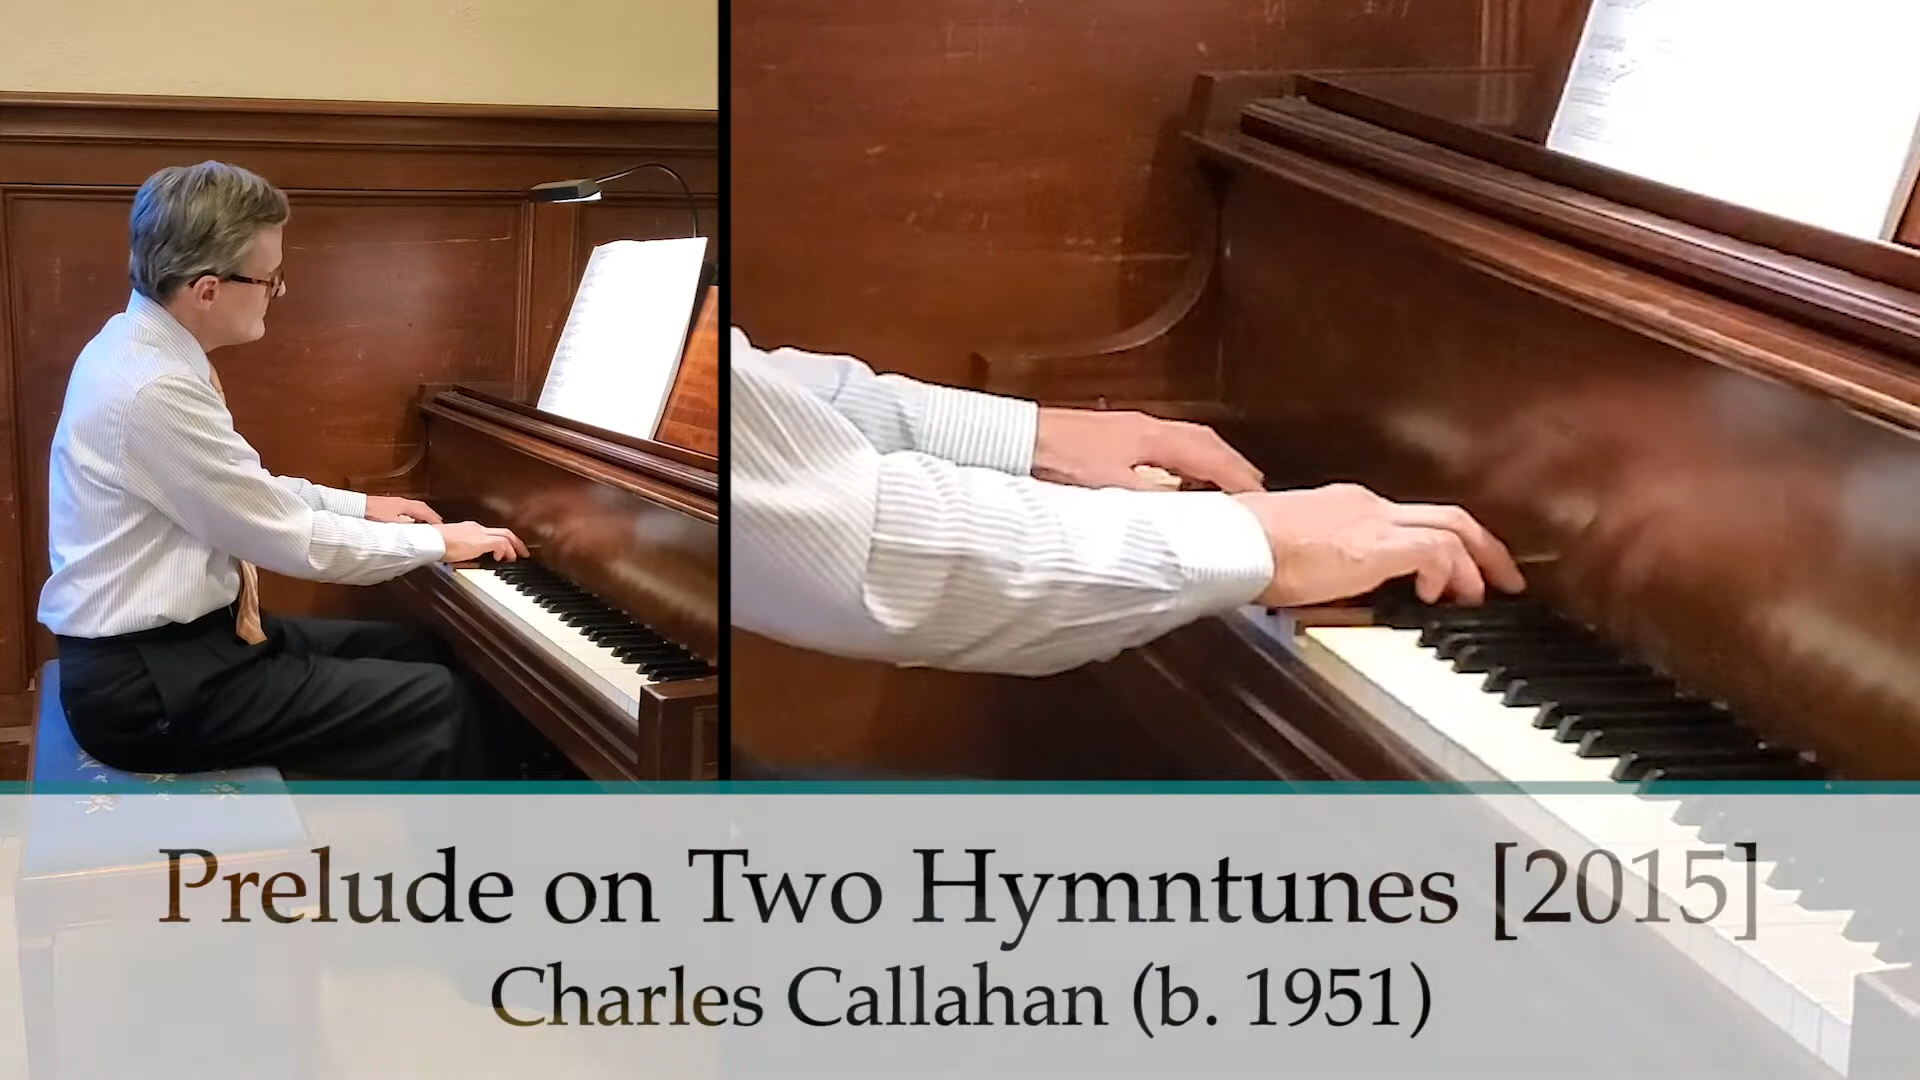 Prelude on Two Hymntunes [2015]
Charles Callahan (b. 1951)